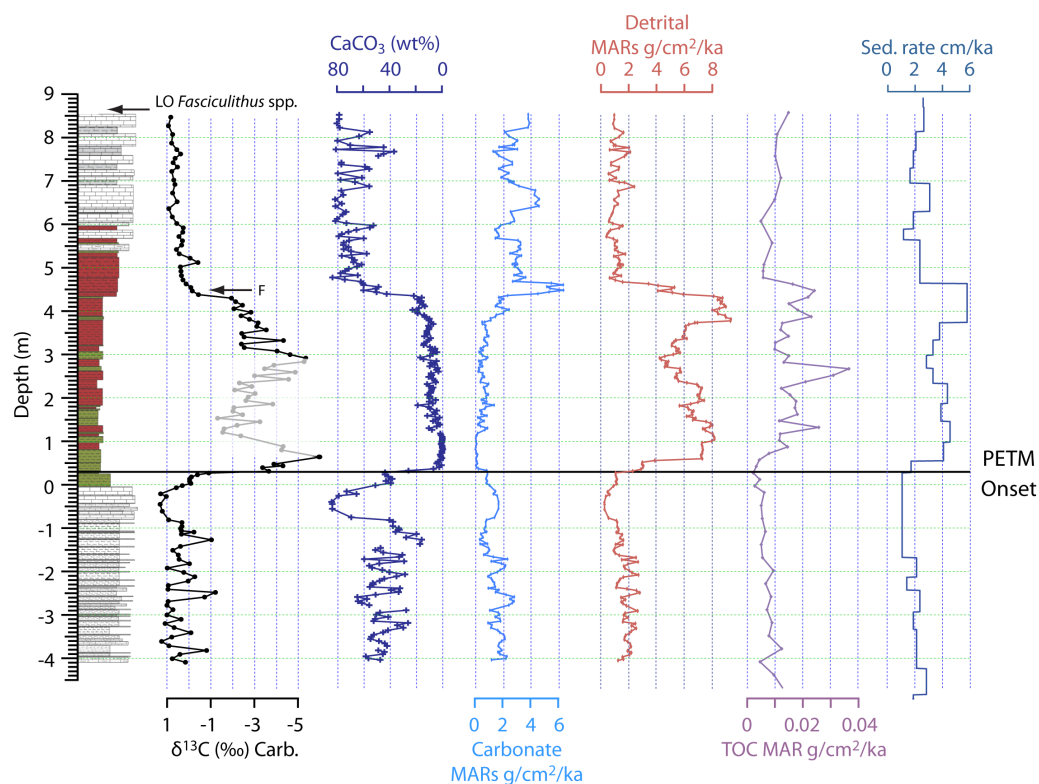 Detrital
CaCO3 (wt%)
MARs g/cm2/ka
Sed. rate cm/ka
80 40 0
0 2 4 6 8
0 2 4 6
9
LO Fasciculithus spp.
8
7
6
5
F
4
3
2
1
PETM
0
Onset
-1
-2
-3
-4
Depth (m)
1 -1 -3 -5
0 2 4 6
0 0.02 0.04
δ13C (‰) Carb.
Carbonate
MARs g/cm2/ka
TOC MAR g/cm2/ka